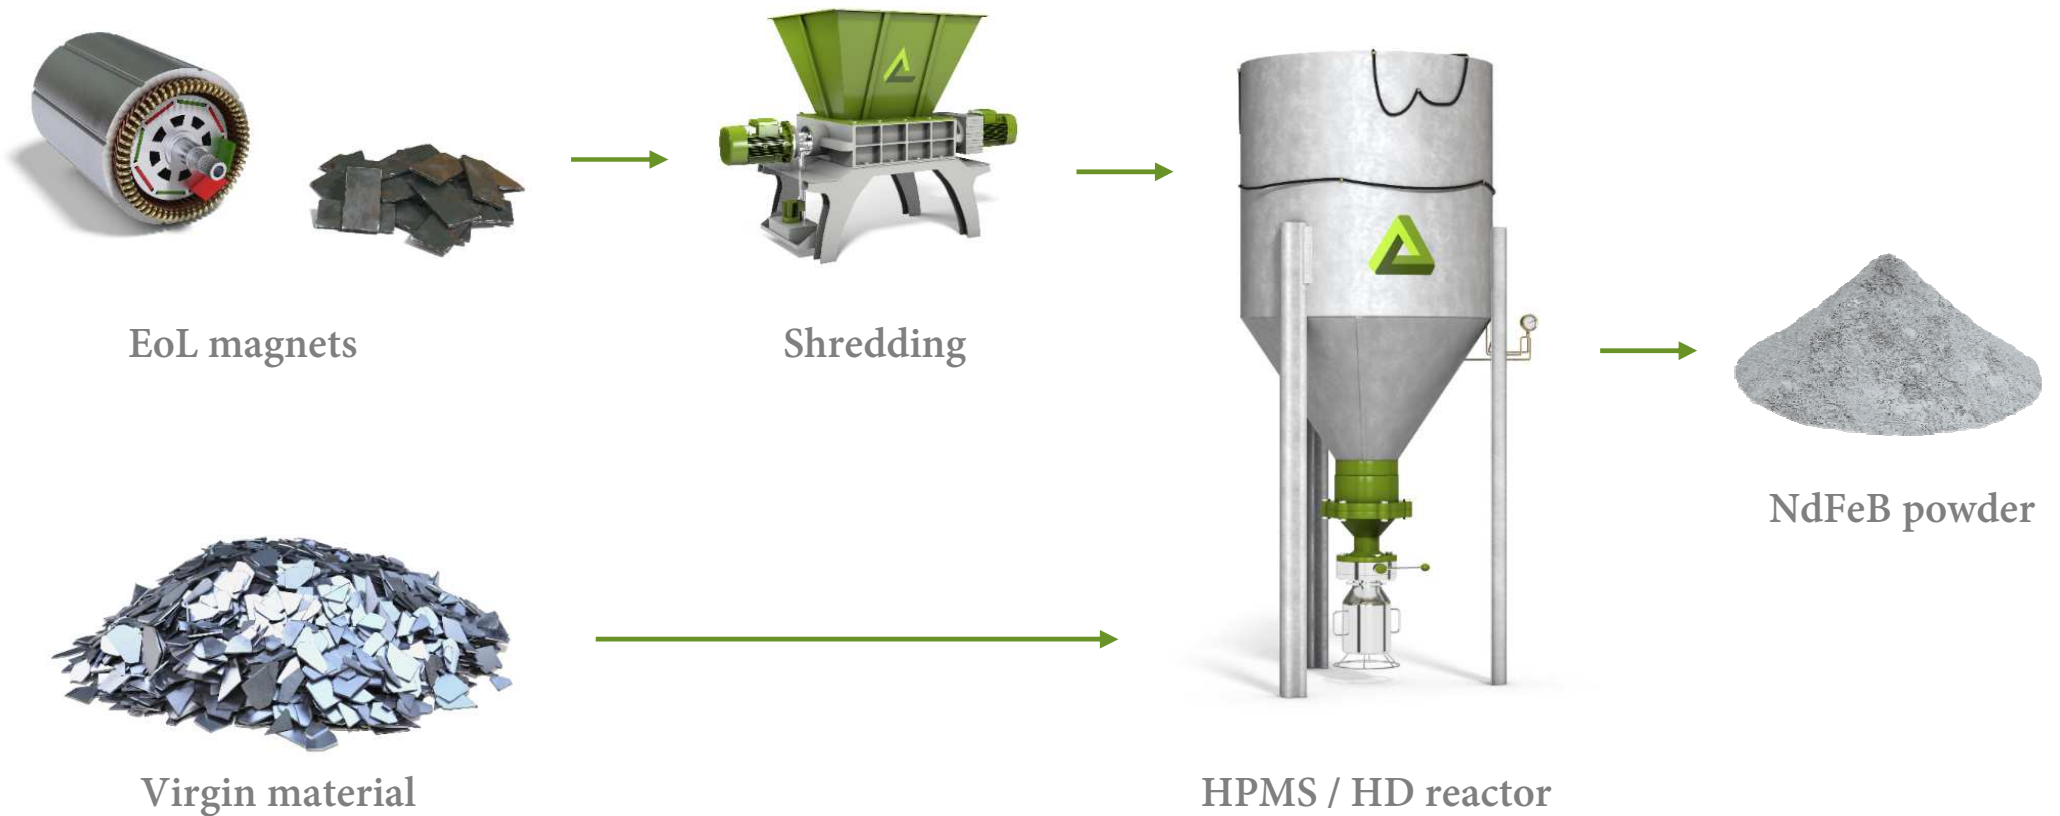 EoL magnets
Shredding
NdFeB powder
Virgin material
HPMS / HD reactor